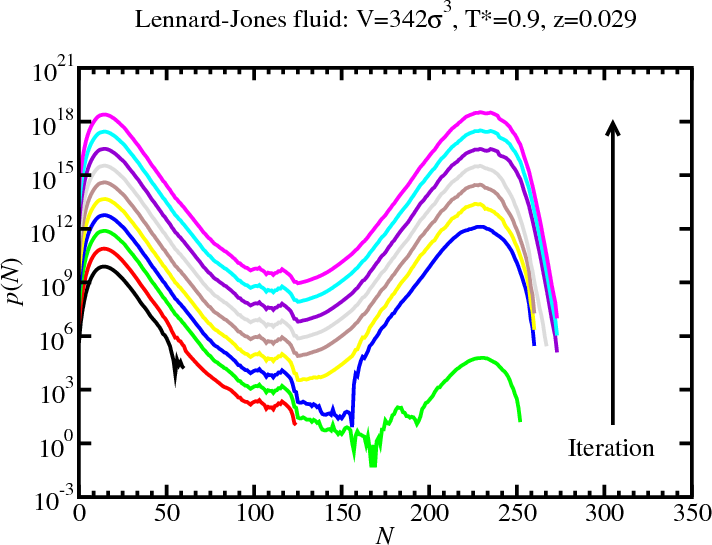 Lennard-Jones fluid: V=342σ³, T*=0.9, z=0.029
10²¹
10¹⁸
10¹⁵
10¹²
10⁹
10⁶
10³
10⁰
10⁻³
p(N)
Iteration
0 50 100 150 200 250 300 350
N